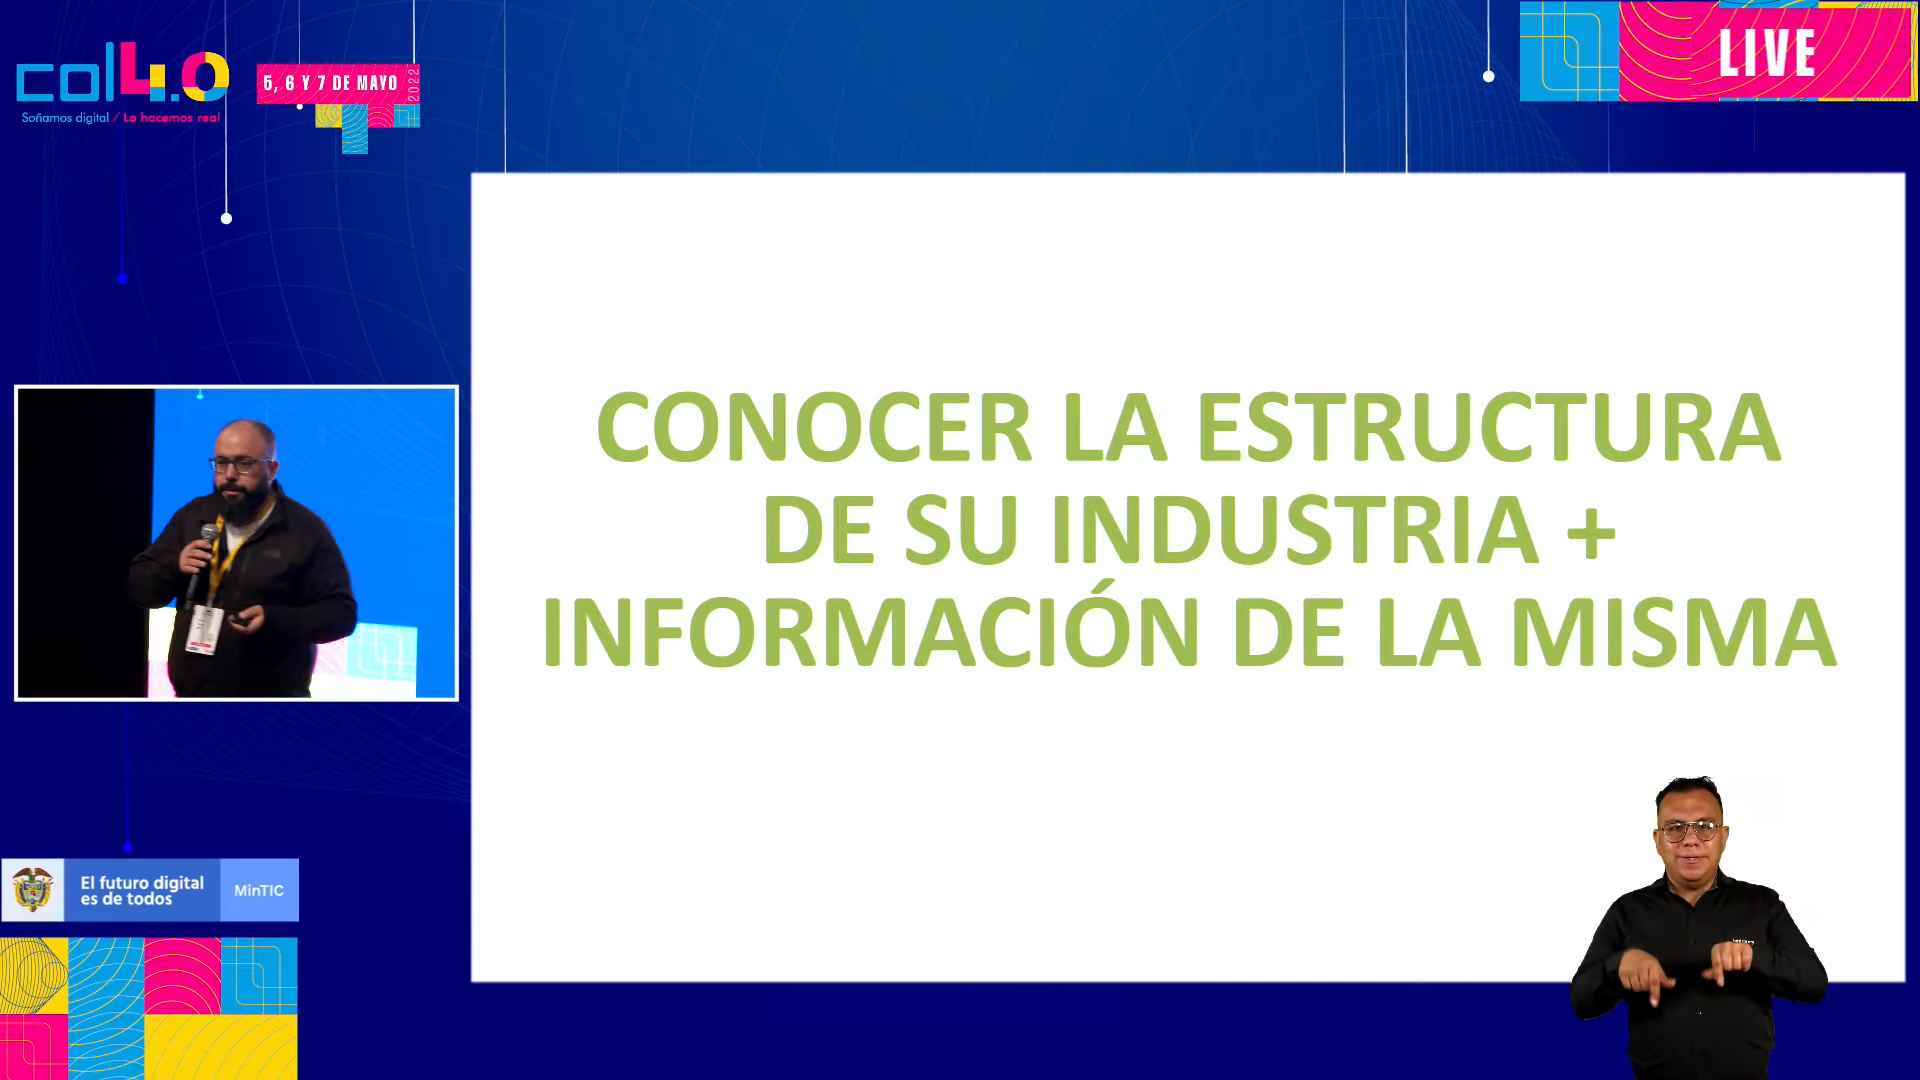 col4.0
Soñamos digital / Lo hacemos real
5, 6 Y 7 DE MAYO
2022
LIVE
CONOCER LA ESTRUCTURA
DE SU INDUSTRIA +
INFORMACIÓN DE LA MISMA
El futuro digital
es de todos
MinTIC